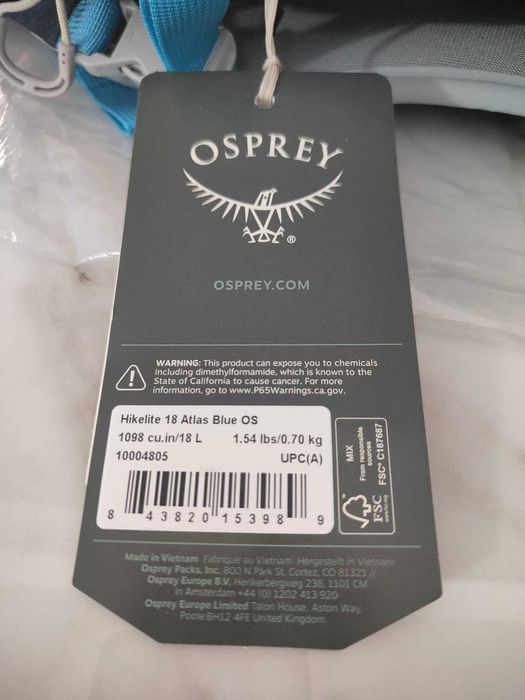 OSPREY
®
OSPREY.COM
WARNING: This product can expose you to chemicals
including dimethylformamide, which is known to the
State of California to cause cancer. For more
information, go to www.P65Warnings.ca.gov.
Hikelite 18 Atlas Blue OS
1098 cu.in/18 L 1.54 lbs/0.70 kg
10004805 UPC(A)
8 43820 15398 9
MIX
From responsible
sources
FSC® C187687
FSC
www.fsc.org
Made in Vietnam Fabriqué au Vietnam Hergestellt in Vietnam
Osprey Packs, Inc. 800 N Park St, Cortez, CO 81321 //
Osprey Europe B.V. Herikerbergweg 238, 1101 CM
in Amsterdam +44 (0) 1202 413 920
Osprey Europe Limited Talon House, Aston Way,
Poole BH12 4FE United Kingdom